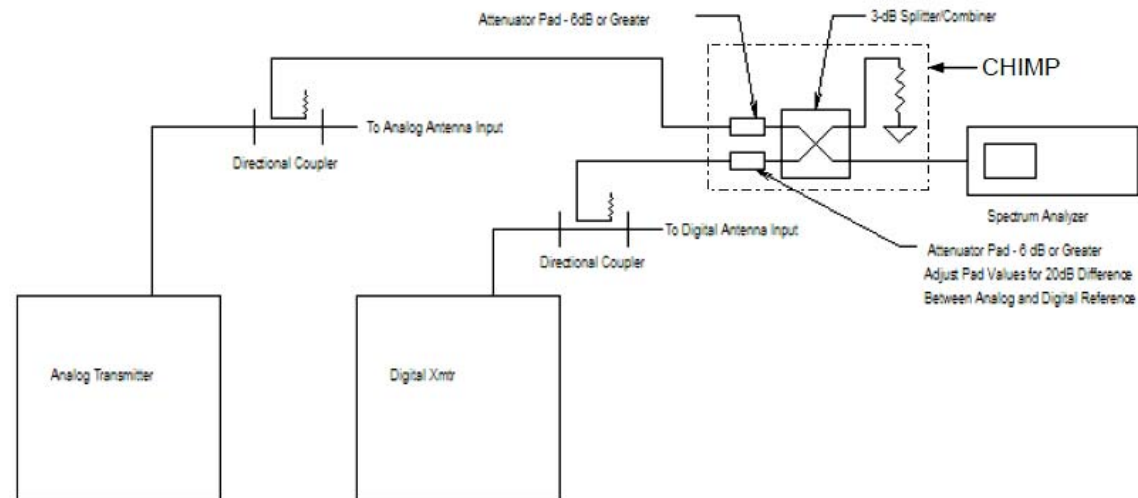 Attenuator Pad - 6dB or Greater
3-dB Splitter/Combiner
CHIMP
To Analog Antenna Input
Directional Coupler
To Digital Antenna Input
Directional Coupler
Spectrum Analyzer
Attenuator Pad - 6 dB or Greater
Adjust Pad Values for 20dB Difference
Between Analog and Digital Reference
Analog Transmitter
Digital Xmtr